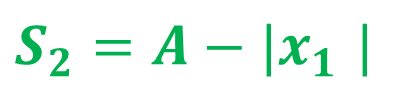 S₂ = A − |x₁ |